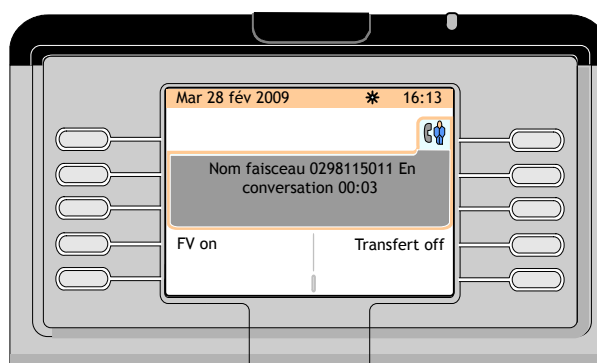 Mar 28 fév 2009 16:13
Nom faisceau 0298115011 En
conversation 00:03
FV on Transfert off